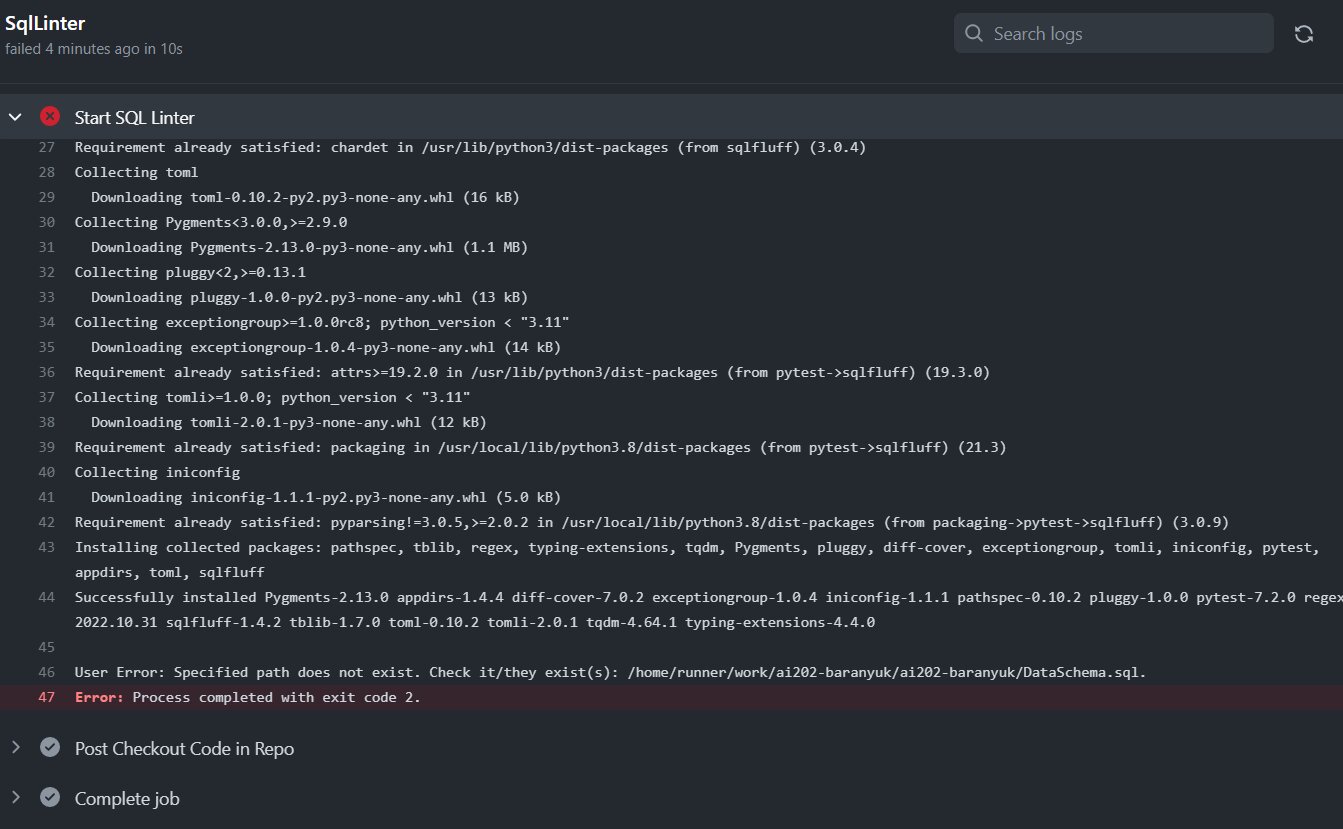 SqlLinter
failed 4 minutes ago in 10s
Search logs
Start SQL Linter
27 Requirement already satisfied: chardet in /usr/lib/python3/dist-packages (from sqlfluff) (3.0.4)
28 Collecting toml
29 Downloading toml-0.10.2-py2.py3-none-any.whl (16 kB)
30 Collecting Pygments<3.0.0,>=2.9.0
31 Downloading Pygments-2.13.0-py3-none-any.whl (1.1 MB)
32 Collecting pluggy<2,>=0.13.1
33 Downloading pluggy-1.0.0-py2.py3-none-any.whl (13 kB)
34 Collecting exceptiongroup>=1.0.0rc8; python_version < "3.11"
35 Downloading exceptiongroup-1.0.4-py3-none-any.whl (14 kB)
36 Requirement already satisfied: attrs>=19.2.0 in /usr/lib/python3/dist-packages (from pytest->sqlfluff) (19.3.0)
37 Collecting tomli>=1.0.0; python_version < "3.11"
38 Downloading tomli-2.0.1-py3-none-any.whl (12 kB)
39 Requirement already satisfied: packaging in /usr/local/lib/python3.8/dist-packages (from pytest->sqlfluff) (21.3)
40 Collecting iniconfig
41 Downloading iniconfig-1.1.1-py2.py3-none-any.whl (5.0 kB)
42 Requirement already satisfied: pyparsing!=3.0.5,>=2.0.2 in /usr/local/lib/python3.8/dist-packages (from packaging->pytest->sqlfluff) (3.0.9)
43 Installing collected packages: pathspec, tblib, regex, typing-extensions, tqdm, Pygments, pluggy, diff-cover, exceptiongroup, tomli, iniconfig, pytest,
appdirs, toml, sqlfluff
44 Successfully installed Pygments-2.13.0 appdirs-1.4.4 diff-cover-7.0.2 exceptiongroup-1.0.4 iniconfig-1.1.1 pathspec-0.10.2 pluggy-1.0.0 pytest-7.2.0 regex
2022.10.31 sqlfluff-1.4.2 tblib-1.7.0 toml-0.10.2 tomli-2.0.1 tqdm-4.64.1 typing-extensions-4.4.0
45
46 User Error: Specified path does not exist. Check it/they exist(s): /home/runner/work/ai202-baranyuk/ai202-baranyuk/DataSchema.sql.
47 Error: Process completed with exit code 2.
Post Checkout Code in Repo
Complete job